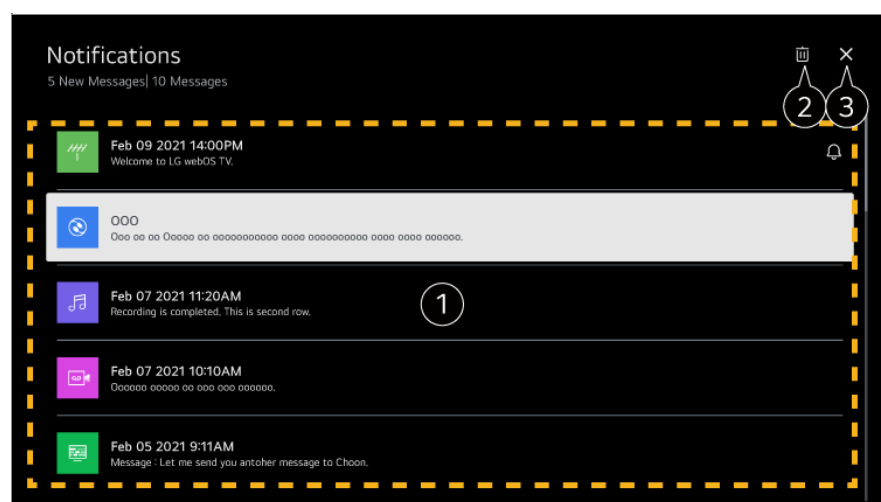 Notifications
5 New Messages| 10 Messages
2
3
Feb 09 2021 14:00PM
Welcome to LG webOS TV.
OOO
Ooo oo oo Ooooo oo ooooooooooo oooo oooooooooo oooo oooo oooooo.
Feb 07 2021 11:20AM
Recording is completed. This is second row.
1
Feb 07 2021 10:10AM
Oooooo ooooo oo ooo ooo oooooo.
Feb 05 2021 9:11AM
Message : Let me send you antoher message to Choon.